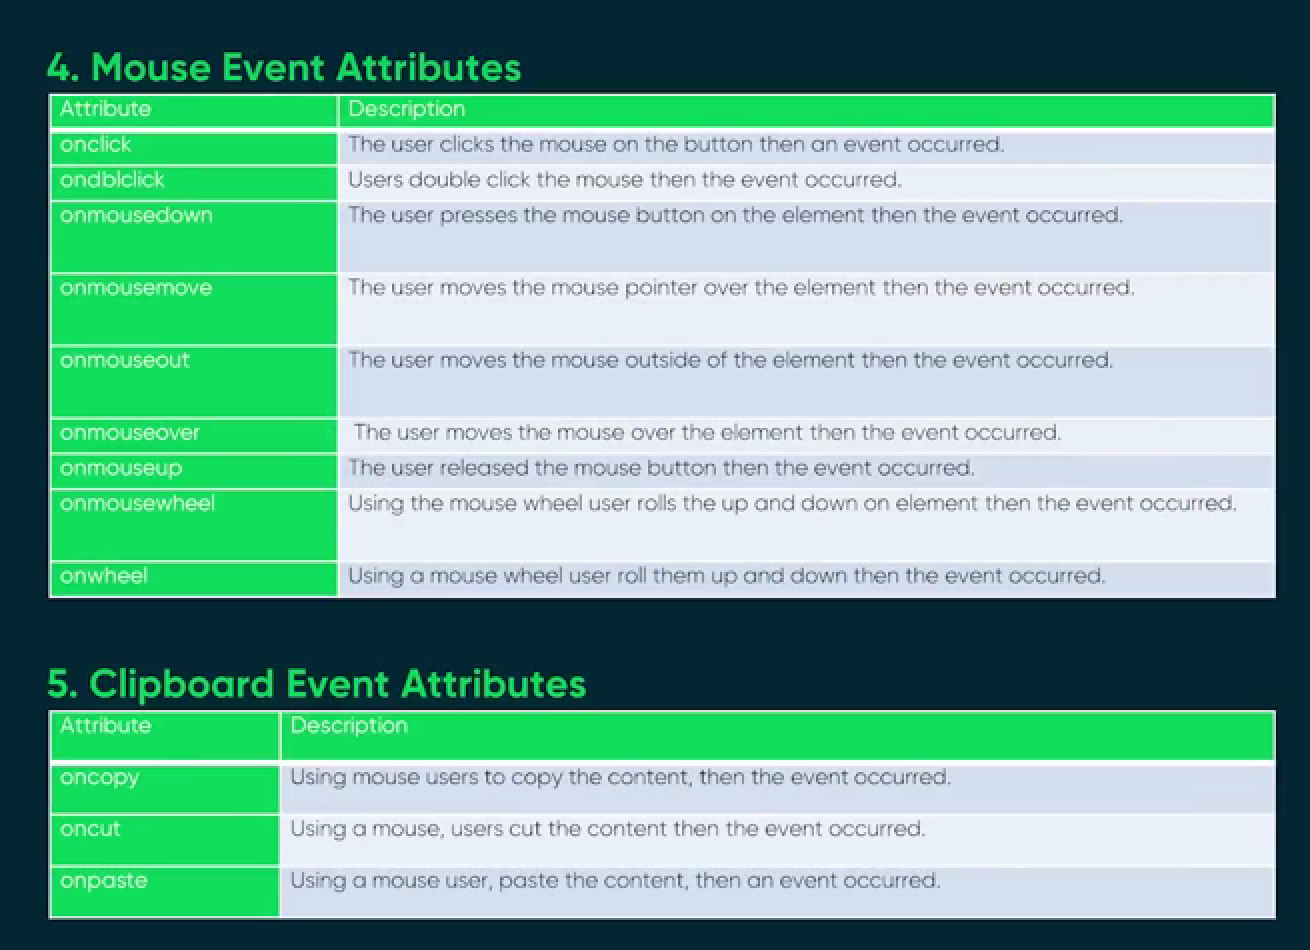 4. Mouse Event Attributes
Attribute Description
onclick The user clicks the mouse on the button then an event occurred.
ondblclick Users double click the mouse then the event occurred.
onmousedown The user presses the mouse button on the element then the event occurred.
onmousemove The user moves the mouse pointer over the element then the event occurred.
onmouseout The user moves the mouse outside of the element then the event occurred.
onmouseover The user moves the mouse over the element then the event occurred.
onmouseup The user released the mouse button then the event occurred.
onmousewheel Using the mouse wheel user rolls the up and down on element then the event occurred.
onwheel Using a mouse wheel user roll them up and down then the event occurred.
5. Clipboard Event Attributes
Attribute Description
oncopy Using mouse users to copy the content, then the event occurred.
oncut Using a mouse, users cut the content then the event occurred.
onpaste Using a mouse user, paste the content, then an event occurred.